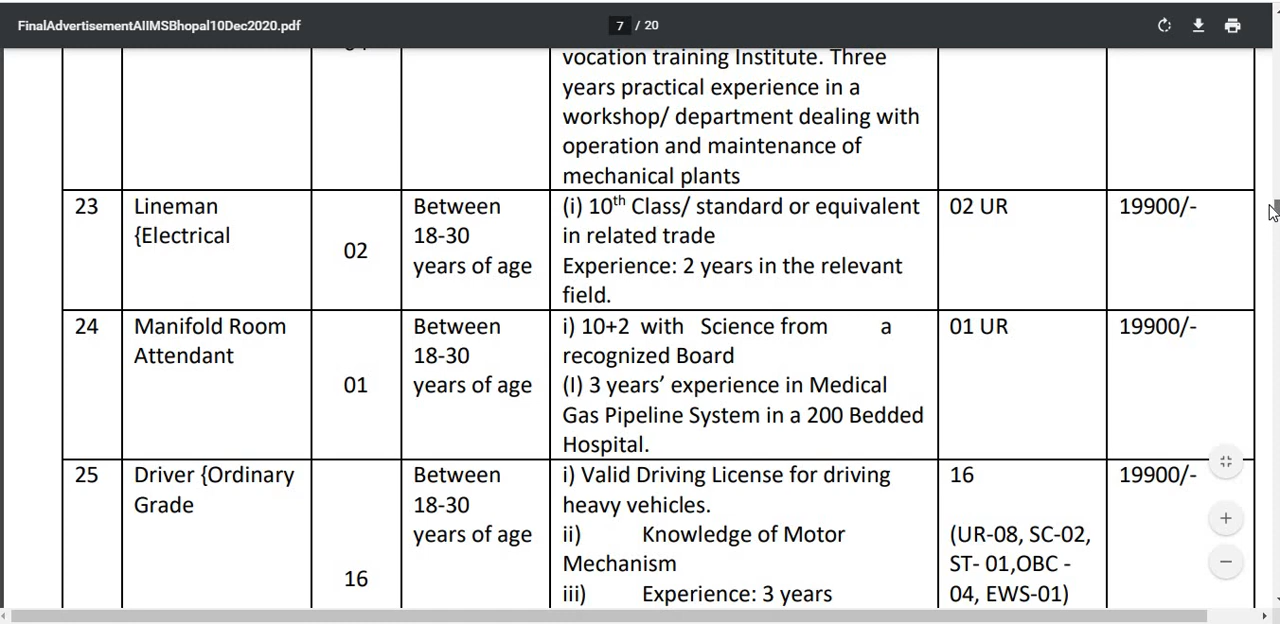 FinalAdvertisementAIIMSBhopal10Dec2020.pdf 7 / 20
vocation training Institute. Three
years practical experience in a
workshop/ department dealing with
operation and maintenance of
mechanical plants
23
Lineman
{Electrical
02
Between
18-30
years of age
(i) 10th Class/ standard or equivalent
in related trade
Experience: 2 years in the relevant
field.
02 UR
19900/-
24
Manifold Room
Attendant
01
Between
18-30
years of age
i) 10+2 with Science from a
recognized Board
(I) 3 years’ experience in Medical
Gas Pipeline System in a 200 Bedded
Hospital.
01 UR
19900/-
25
Driver {Ordinary
Grade
16
Between
18-30
years of age
i) Valid Driving License for driving
heavy vehicles.
ii) Knowledge of Motor
Mechanism
iii) Experience: 3 years
16
(UR-08, SC-02,
ST- 01,OBC -
04, EWS-01)
19900/-